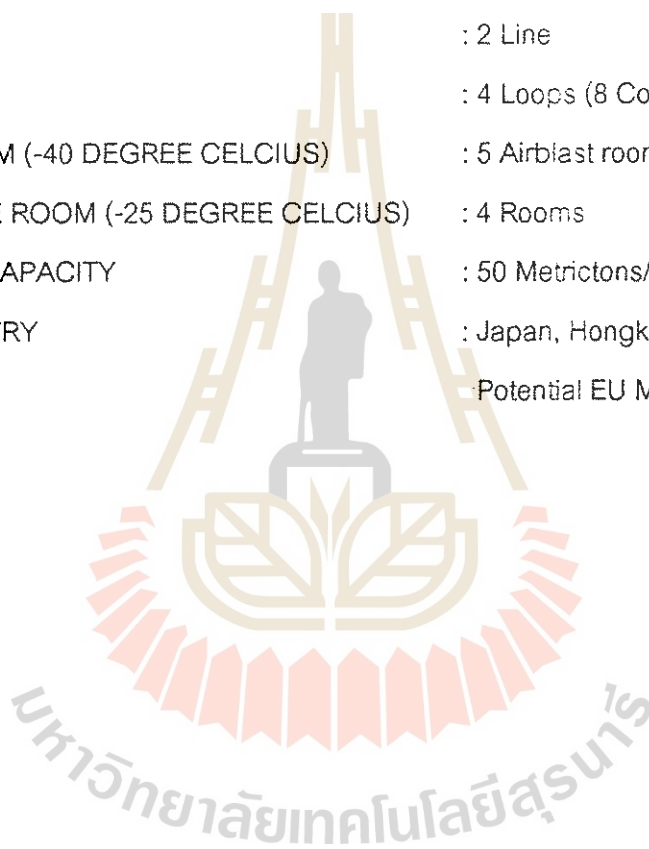 : 2 Line
: 4 Loops (8 Co
M (-40 DEGREE CELCIUS) : 5 Airblast roor
E ROOM (-25 DEGREE CELCIUS) : 4 Rooms
APACITY : 50 Metrictons/
TRY : Japan, Hongk
Potential EU M
มหาวิทยาลัยเทคโนโลยีสุรนารี